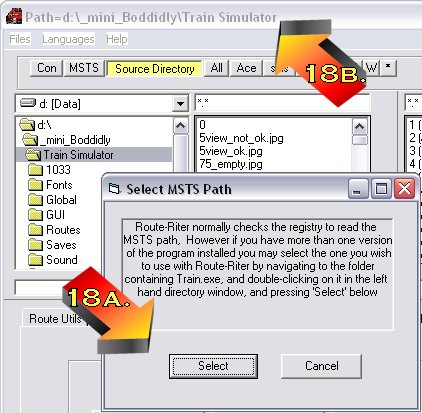 Path=d:\_mini_Boddidly\Train Simulator
Files Languages Help
Con MSTS Source Directory All Ace W *
18B.
d: [Data]
*.*
d:\
_mini_Boddidly
Train Simulator
1033
Fonts
Global
GUI
Routes
Saves
Sound
0
5view_not_ok.jpg
5view_ok.jpg
75_empty.jpg
1
2
3
4
Select MSTS Path
Route-Riter normally checks the registry to read the
MSTS path, However if you have more than one version
of the program installed you may select the one you wish
to use with Route-Riter by navigating to the folder
containing Train.exe, and double-clicking on it in the left
hand directory window, and pressing 'Select' below
18A.
Route Utils
Select Cancel